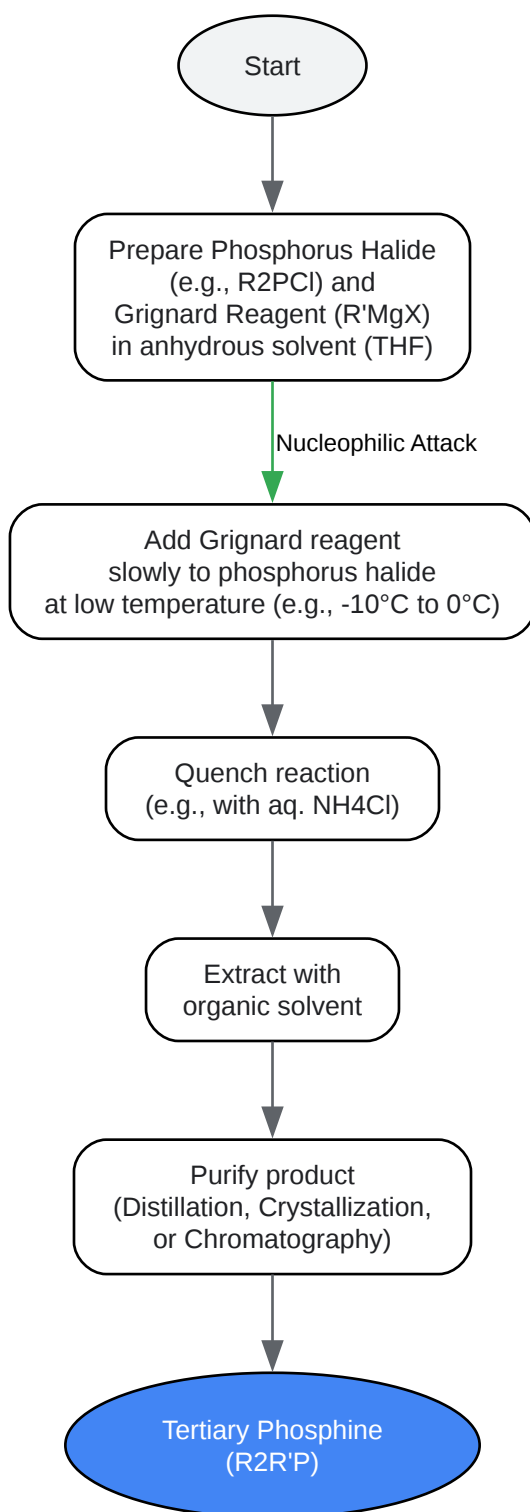 Start
Prepare Phosphorus Halide
(e.g., R2PCl) and
Grignard Reagent (R'MgX)
in anhydrous solvent (THF)
Nucleophilic Attack
Add Grignard reagent
slowly to phosphorus halide
at low temperature (e.g., -10°C to 0°C)
Quench reaction
(e.g., with aq. NH4Cl)
Extract with
organic solvent
Purify product
(Distillation, Crystallization,
or Chromatography)
Tertiary Phosphine
(R2R'P)